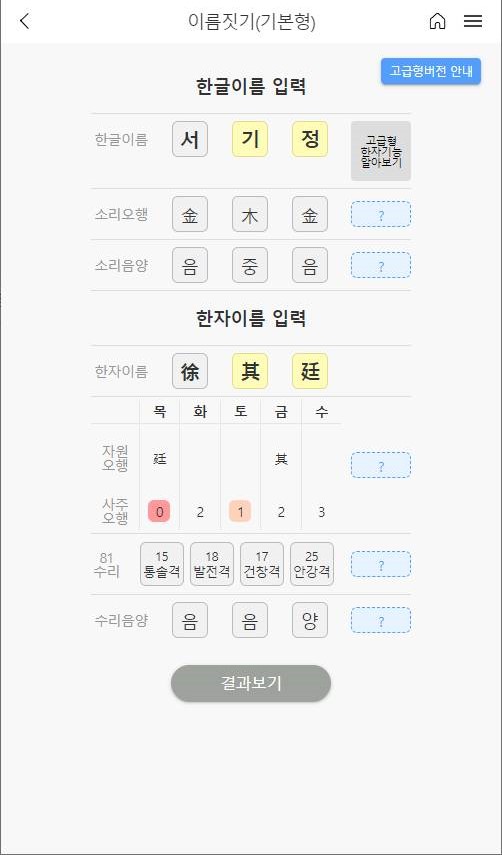 이름짓기(기본형)
고급형버전 안내
한글이름 입력
한글이름 서 기 정
고급형
한자기능
알아보기
소리오행 金 木 金 ?
소리음양 음 중 음 ?
한자이름 입력
한자이름 徐 其 廷
목 화 토 금 수
자원
오행 廷 其 ?
사주
오행 0 2 1 2 3
81
수리
15
통솔격
18
발전격
17
건창격
25
안강격
?
수리음양 음 음 양 ?
결과보기